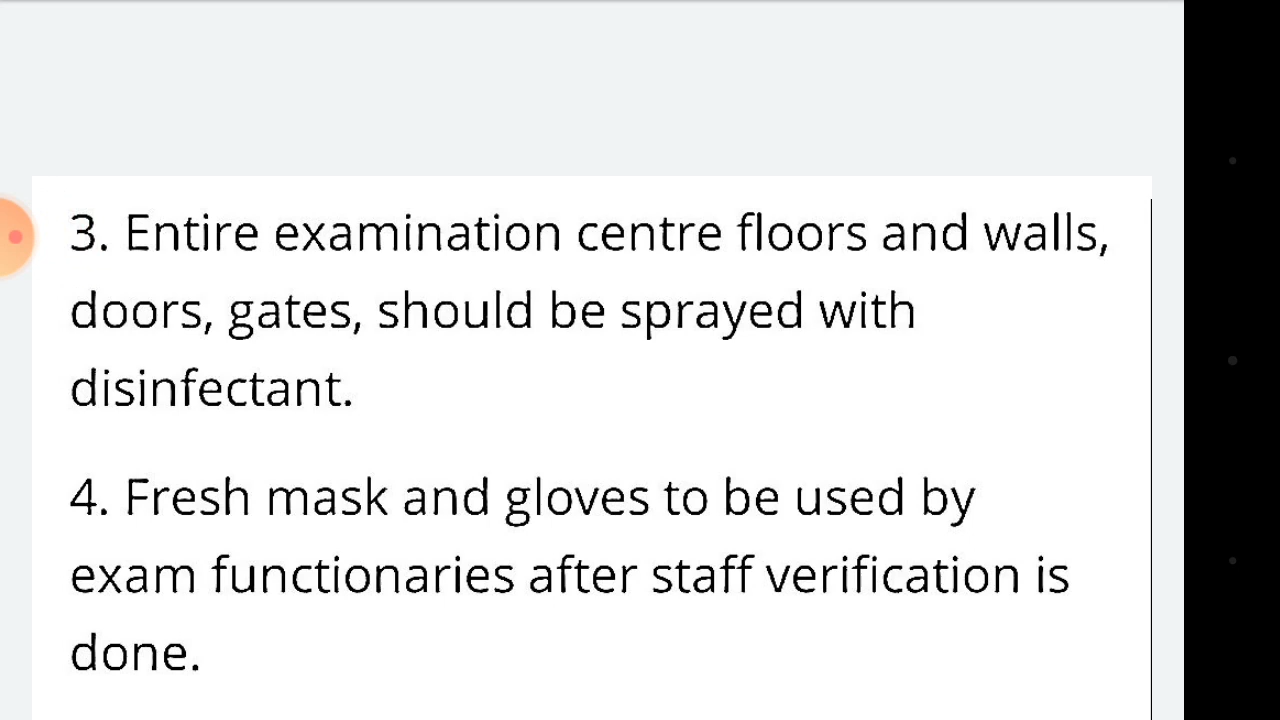 3. Entire examination centre floors and walls,
doors, gates, should be sprayed with
disinfectant.
4. Fresh mask and gloves to be used by
exam functionaries after staff verification is
done.